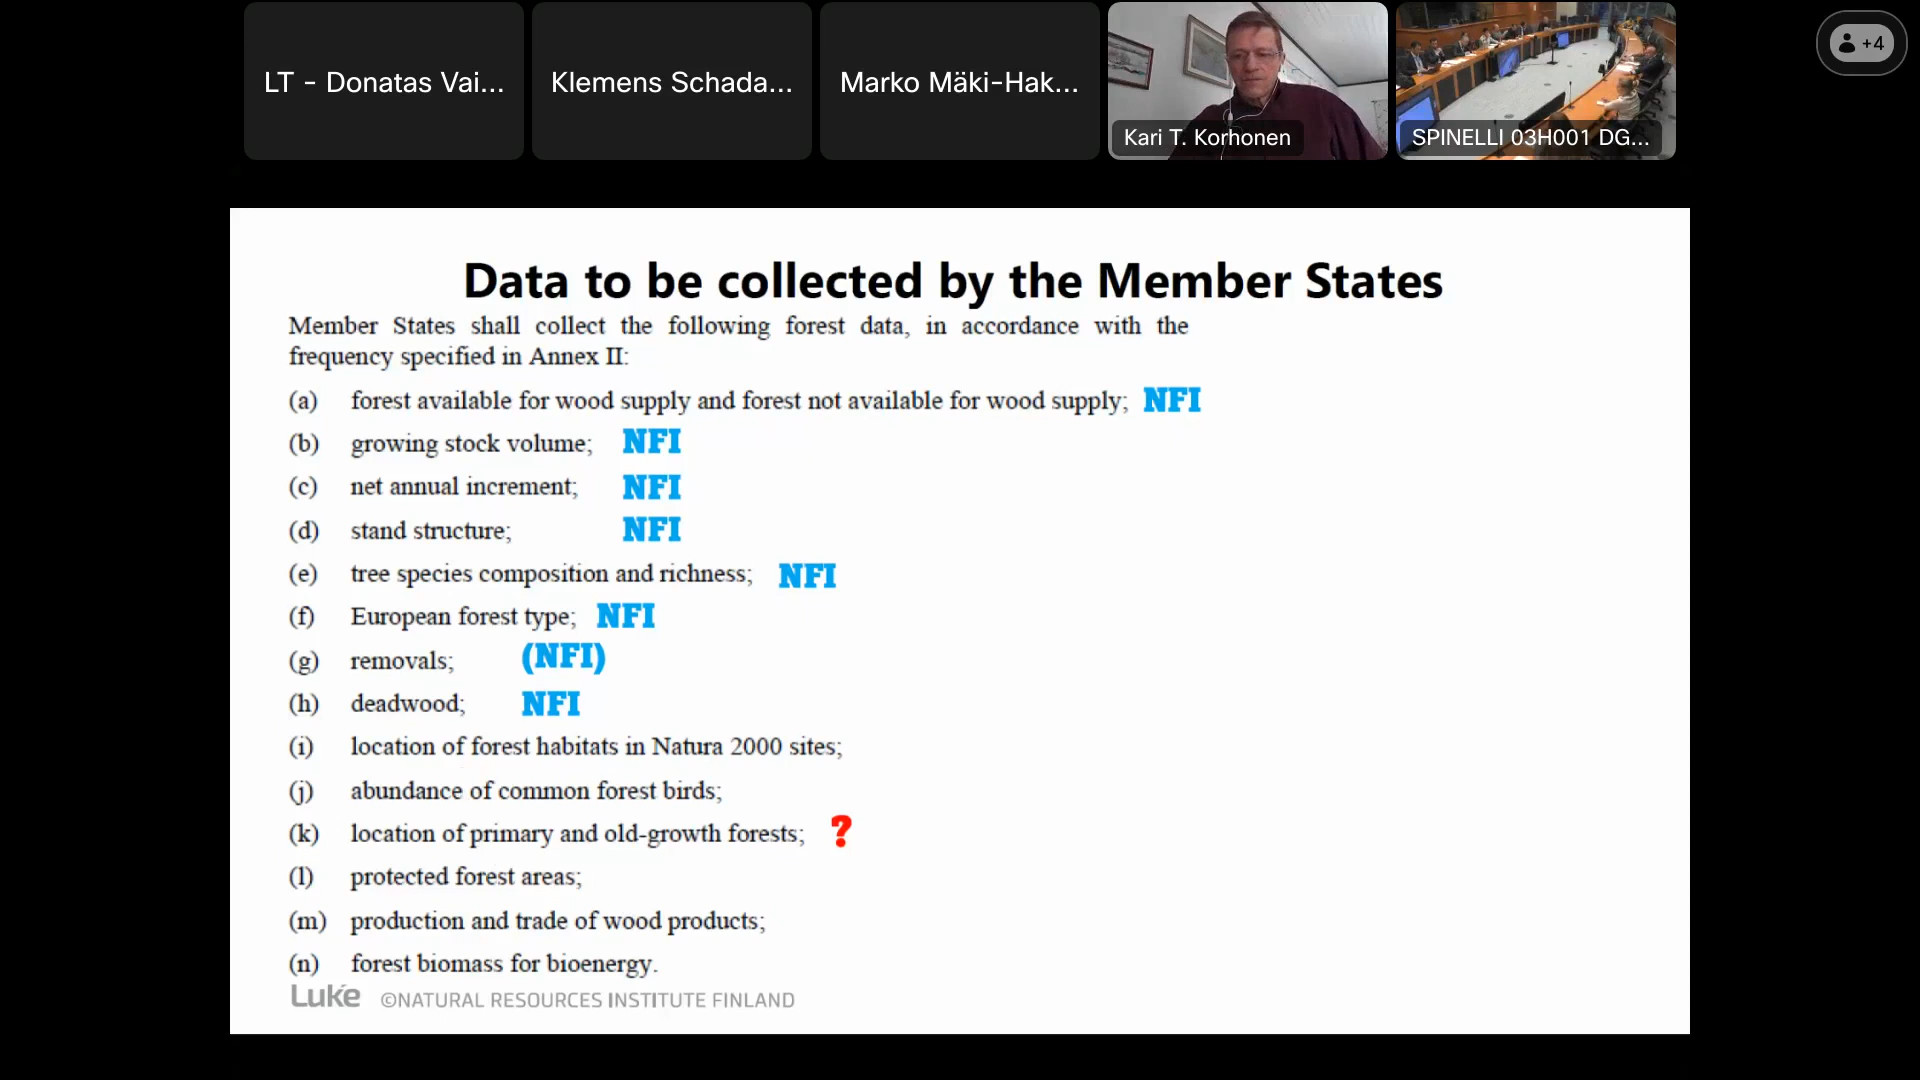 LT - Donatas Vai...
Klemens Schada...
Marko Mäki-Hak...
Kari T. Korhonen
SPINELLI 03H001 DG...
+4
Data to be collected by the Member States
Member States shall collect the following forest data, in accordance with the
frequency specified in Annex II:
(a) forest available for wood supply and forest not available for wood supply; NFI
(b) growing stock volume; NFI
(c) net annual increment; NFI
(d) stand structure; NFI
(e) tree species composition and richness; NFI
(f) European forest type; NFI
(g) removals; (NFI)
(h) deadwood; NFI
(i) location of forest habitats in Natura 2000 sites;
(j) abundance of common forest birds;
(k) location of primary and old-growth forests; ?
(l) protected forest areas;
(m) production and trade of wood products;
(n) forest biomass for bioenergy.
Luke ©NATURAL RESOURCES INSTITUTE FINLAND